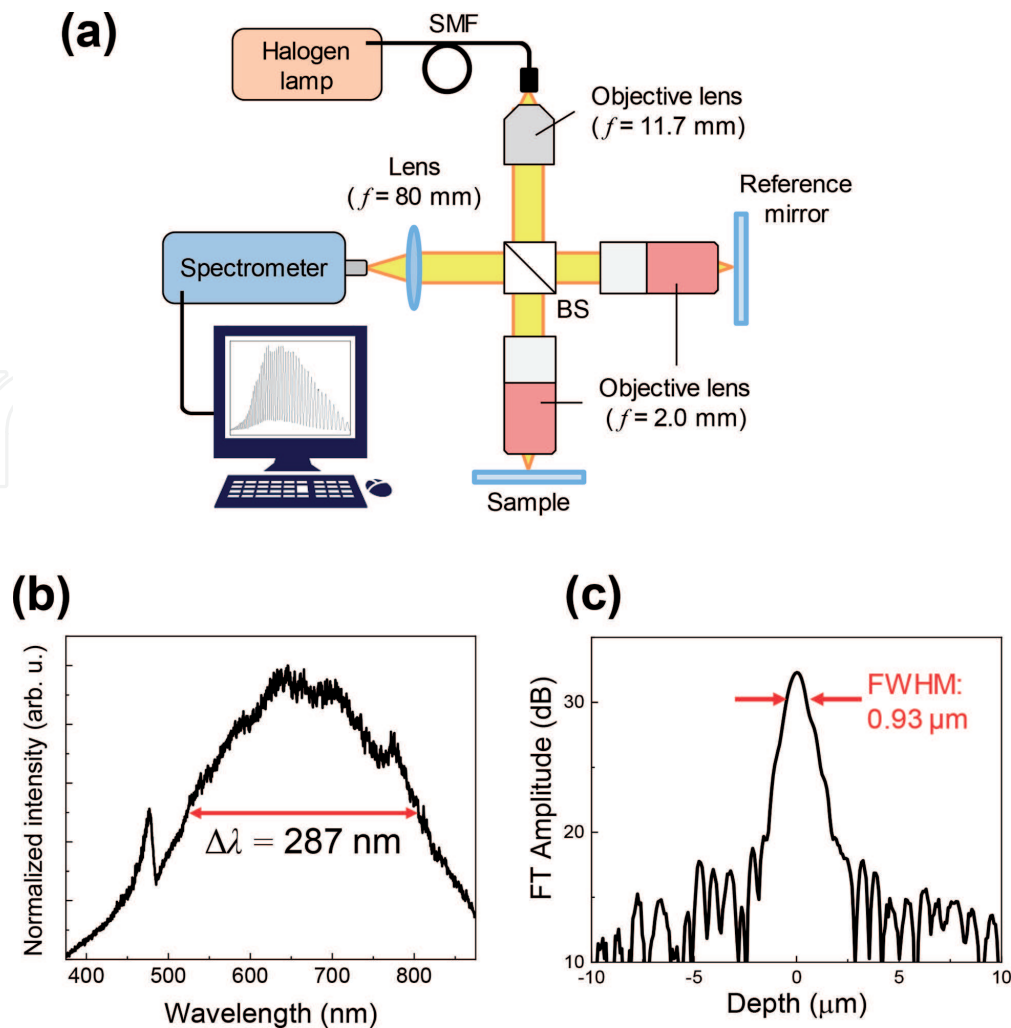 (a)
SMF
Halogen
lamp
Objective lens
(f = 11.7 mm)
Lens
(f = 80 mm)
Reference
mirror
Spectrometer
BS
Objective lens
(f = 2.0 mm)
Sample
(b)
Normalized intensity (arb. u.)
Δλ = 287 nm
400 500 600 700 800
Wavelength (nm)
(c)
FT Amplitude (dB)
30
20
10
FWHM:
0.93 μm
-10 -5 0 5 10
Depth (μm)